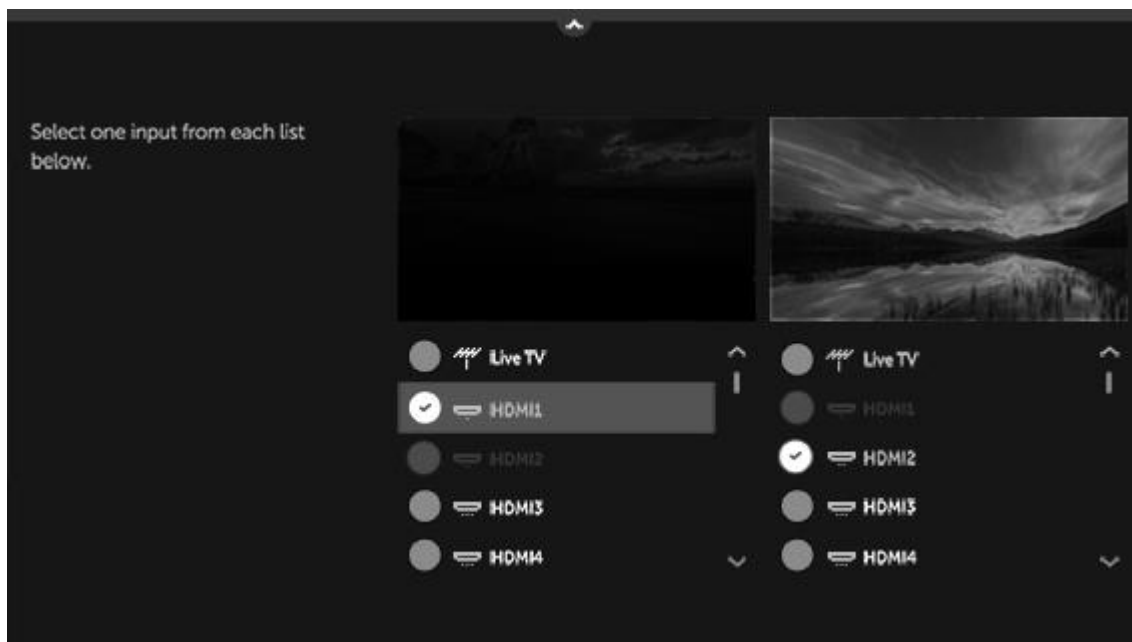 Select one input from each list
below.
Live TV
HDMI1
HDMI2
HDMI3
HDMI4
Live TV
HDMI1
HDMI2
HDMI3
HDMI4